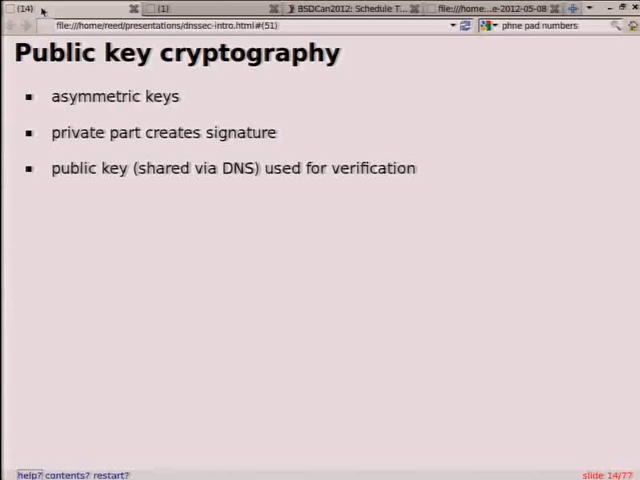 (14)
(1)
BSDCan2012: Schedule T...
file:///home...e-2012-05-08
file:///home/reed/presentations/dnssec-intro.html#(51)
phne pad numbers
Public key cryptography
asymmetric keys
private part creates signature
public key (shared via DNS) used for verification
help? contents? restart?
slide 14/77